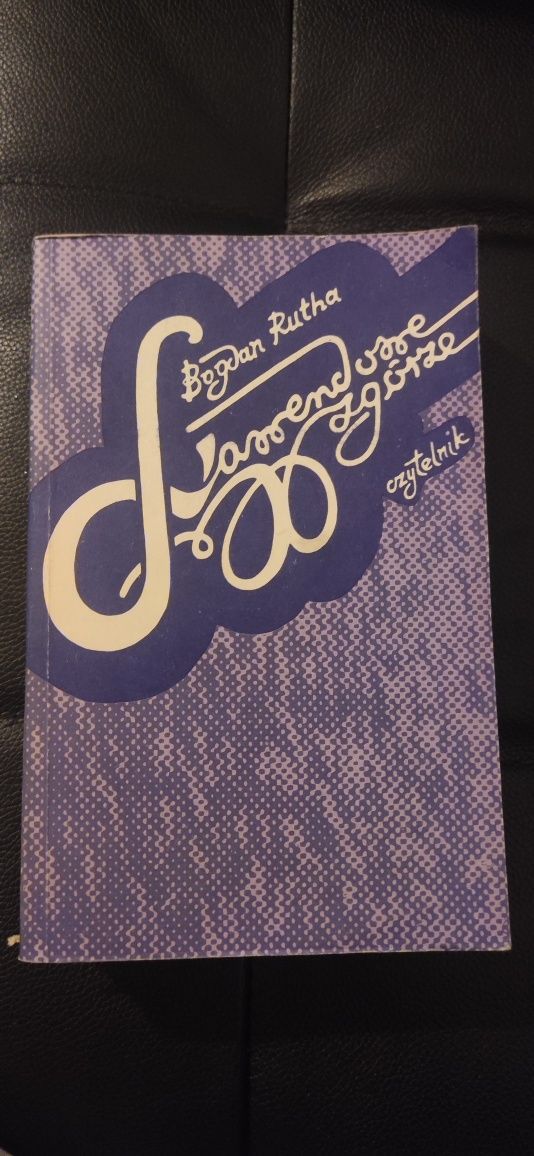 Bogdan Rutha
Lawendowe
wzgórze
czytelnik